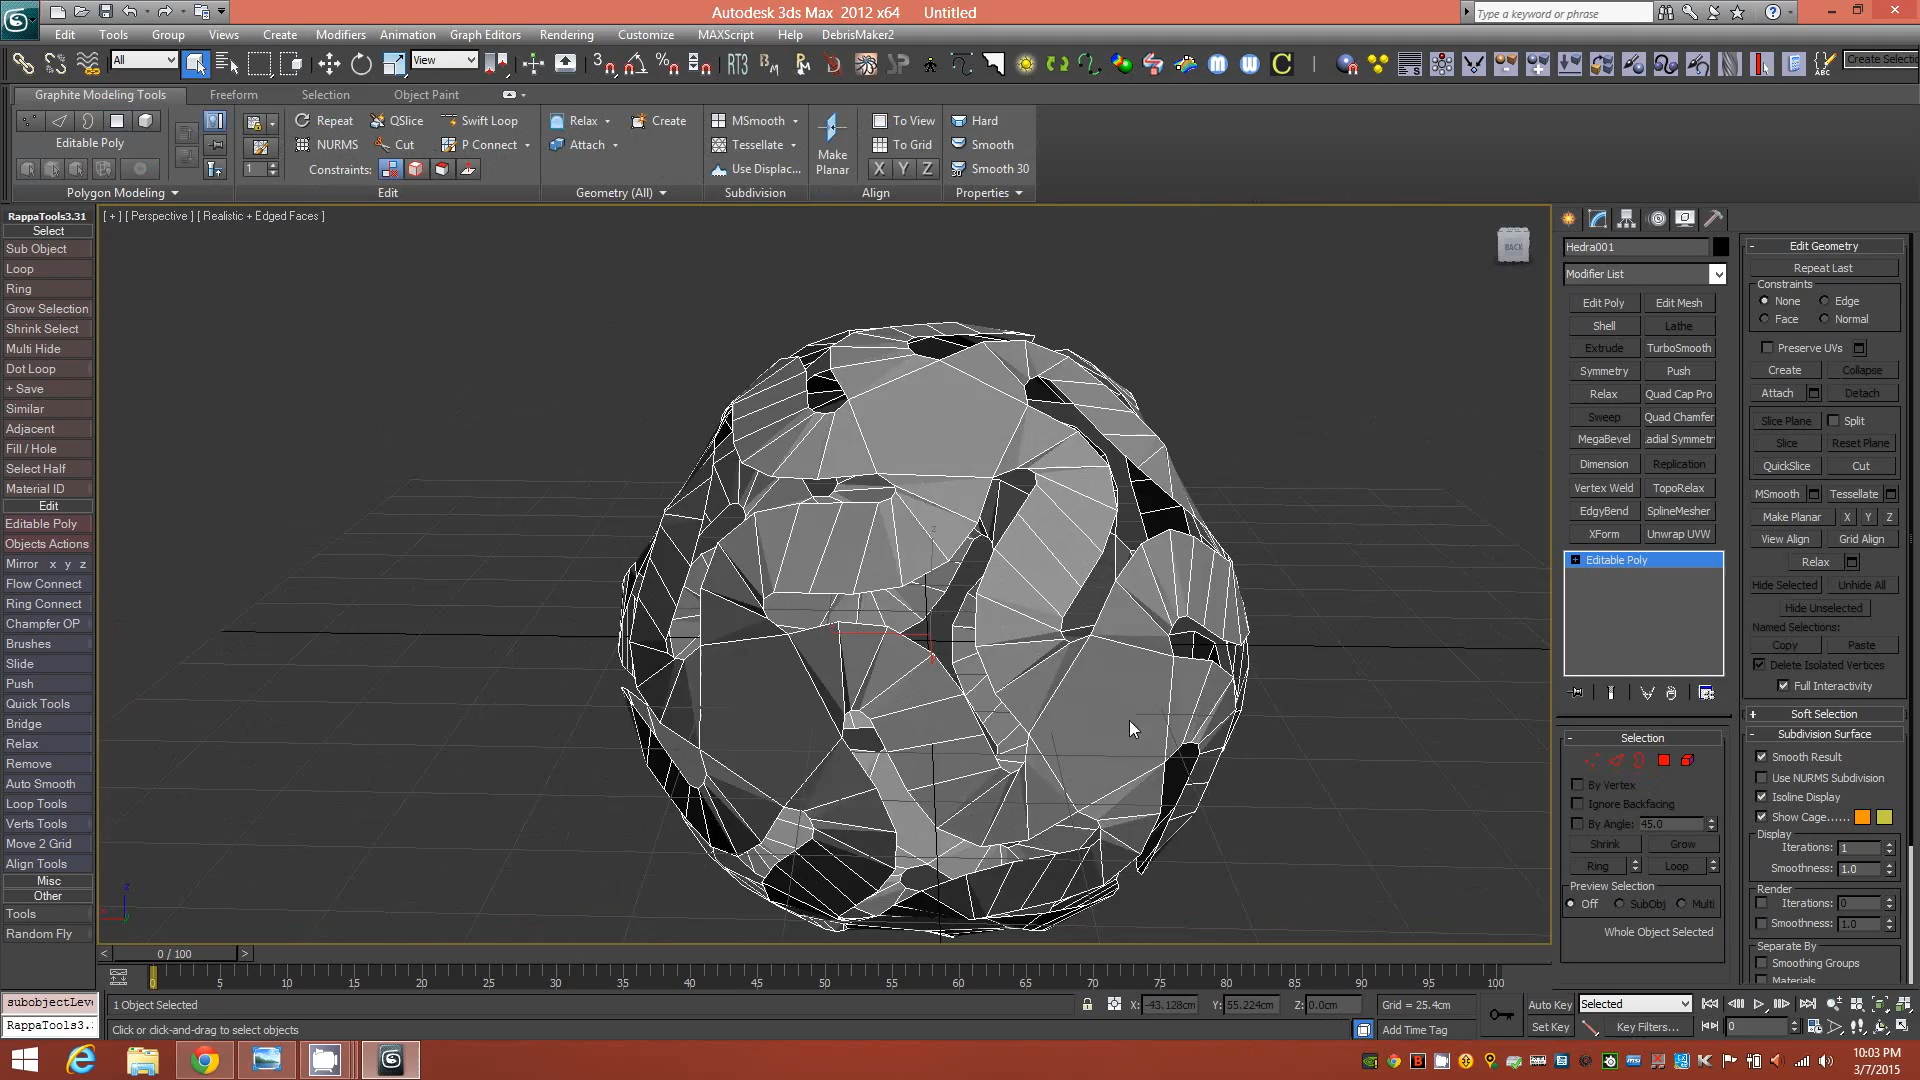 Autodesk 3ds Max 2012 x64 Untitled
Type a keyword or phrase
Edit Tools Group Views Create Modifiers Animation Graph Editors Rendering Customize MAXScript Help DebrisMaker2
All View Create Selectio
Graphite Modeling Tools Freeform Selection Object Paint
Repeat QSlice Swift Loop Relax Create MSmooth To View Hard
Editable Poly NURMS Cut P Connect Attach Tessellate Make Planar To Grid Smooth
1 Constraints: Use Displac... X Y Z Smooth 30
Polygon Modeling Edit Geometry (All) Subdivision Align Properties
RappaTools3.31
Select
Sub Object
Loop
Ring
Grow Selection
Shrink Select
Multi Hide
Dot Loop
+ Save
Similar
Adjacent
Fill / Hole
Select Half
Material ID
Edit
Editable Poly
Objects Actions
Mirror x y z
Flow Connect
Ring Connect
Champfer OP
Brushes
Slide
Push
Quick Tools
Bridge
Relax
Remove
Auto Smooth
Loop Tools
Verts Tools
Move 2 Grid
Align Tools
Misc
Other
Tools
Random Fly
[ + ] [ Perspective ] [ Realistic + Edged Faces ]
BACK
z
Hedra001
Modifier List
Edit Poly Edit Mesh
Shell Lathe
Extrude TurboSmooth
Symmetry Push
Relax Quad Cap Pro
Sweep Quad Chamfer
MegaBevel adial Symmetr
Dimension Replication
Vertex Weld TopoRelax
EdgyBend SplineMesher
XForm Unwrap UVW
Editable Poly
Selection
By Vertex
Ignore Backfacing
By Angle: 45.0
Shrink Grow
Ring Loop
Preview Selection
Off SubObj Multi
Whole Object Selected
Edit Geometry
Repeat Last
Constraints
None Edge
Face Normal
Preserve UVs
Create Collapse
Attach Detach
Slice Plane Split
Slice Reset Plane
QuickSlice Cut
MSmooth Tessellate
Make Planar X Y Z
View Align Grid Align
Relax
Hide Selected Unhide All
Hide Unselected
Named Selections:
Copy Paste
Delete Isolated Vertices
Full Interactivity
Soft Selection
Subdivision Surface
Smooth Result
Use NURMS Subdivision
Isoline Display
Show Cage......
Display
Iterations: 1
Smoothness: 1.0
Render
Iterations: 0
Smoothness: 1.0
Separate By
Smoothing Groups
Materials
0 / 100
0 5 10 15 20 25 30 35 40 45 50 55 60 65 70 75 80 85 90 95 100
subobjectLeve
RappaTools3.
1 Object Selected X: -43.128cm Y: 55.224cm Z: 0.0cm Grid = 25.4cm Auto Key Selected
Click or click-and-drag to select objects Add Time Tag Set Key Key Filters... 0
10:03 PM
3/7/2015